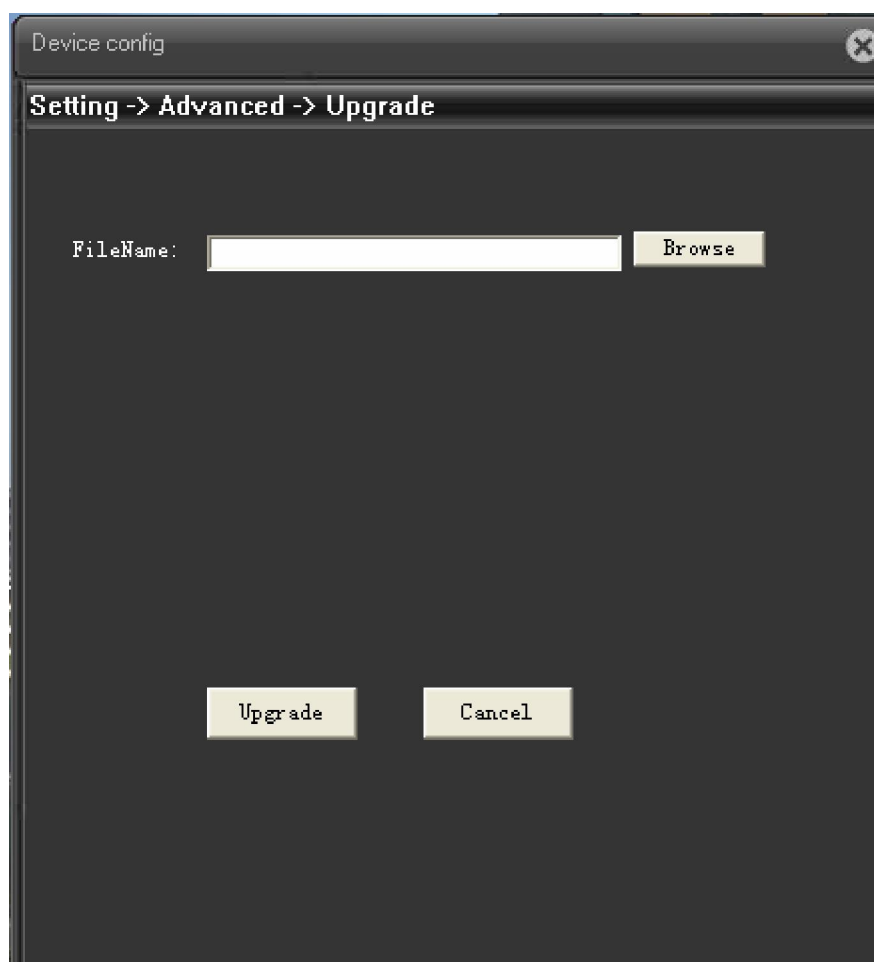 Device config
Setting -> Advanced -> Upgrade
FileName:
Browse
Upgrade
Cancel